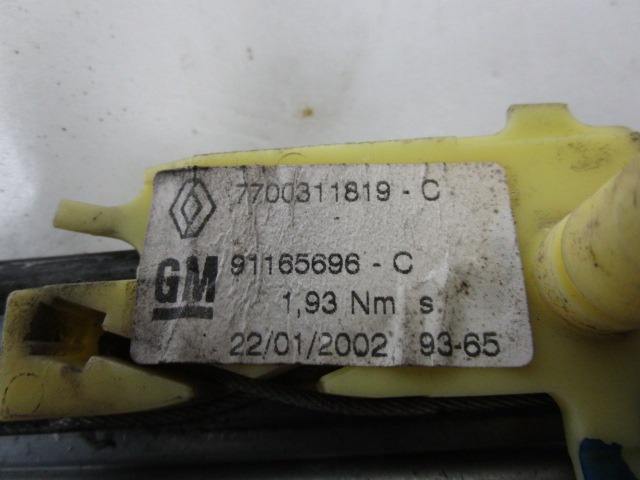 7700311819 - C
GM 91165696 - C
1,93 Nm s
22/01/2002 93-65